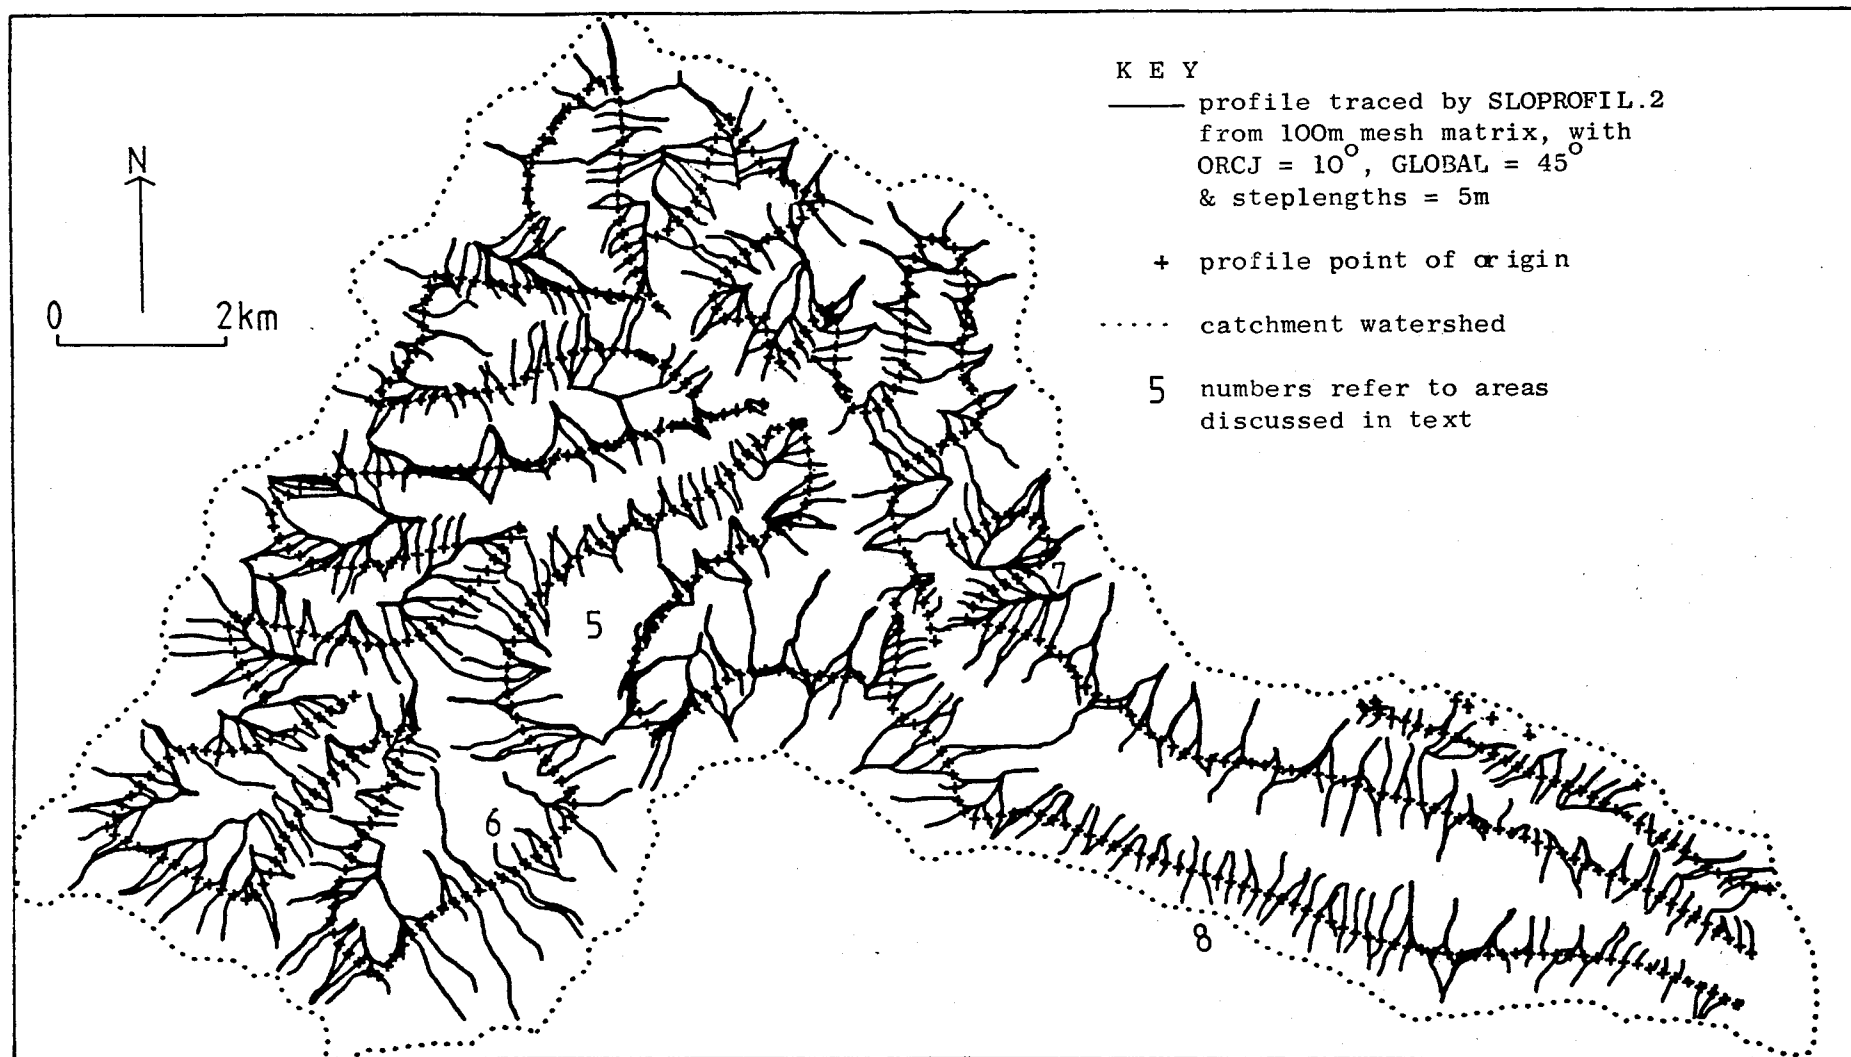 K E Y
profile traced by SLOPROFIL.2
from 100m mesh matrix, with
ORCJ = 10°, GLOBAL = 45°
& steplengths = 5m
+ profile point of origin
catchment watershed
5 numbers refer to areas
discussed in text
N
0 2km
5
7
6
8